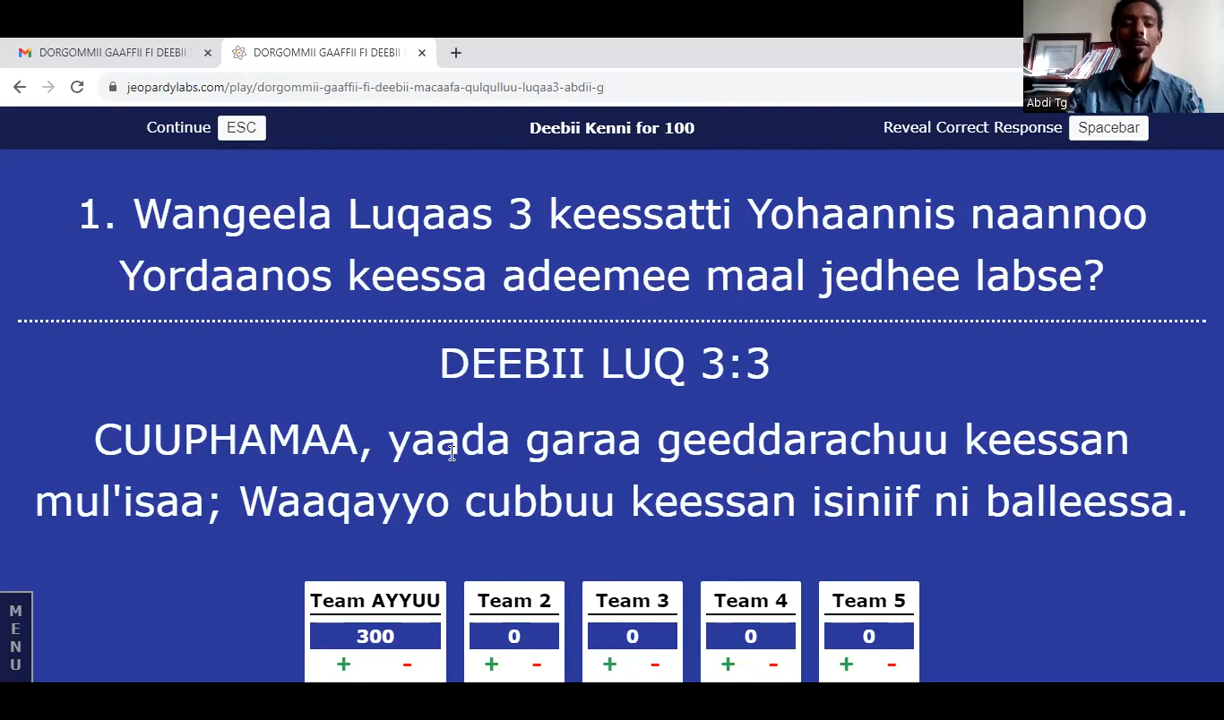 DORGOMMII GAAFFII FI DEEBII
DORGOMMII GAAFFII FI DEEBII
jeopardylabs.com/play/dorgommii-gaaffii-fi-deebii-macaafa-qulqulluu-luqaa3-abdii-g
Abdi Tg
Continue ESC
Deebii Kenni for 100
Reveal Correct Response Spacebar
1. Wangeela Luqaas 3 keessatti Yohaannis naannoo
Yordaanos keessa adeemee maal jedhee labse?
DEEBII LUQ 3:3
CUUPHAMAA, yaada garaa geeddarachuu keessan
mul'isaa; Waaqayyo cubbuu keessan isiniif ni balleessa.
MENU
Team AYYUU Team 2 Team 3 Team 4 Team 5
300 0 0 0 0
+ - + - + - + - + -